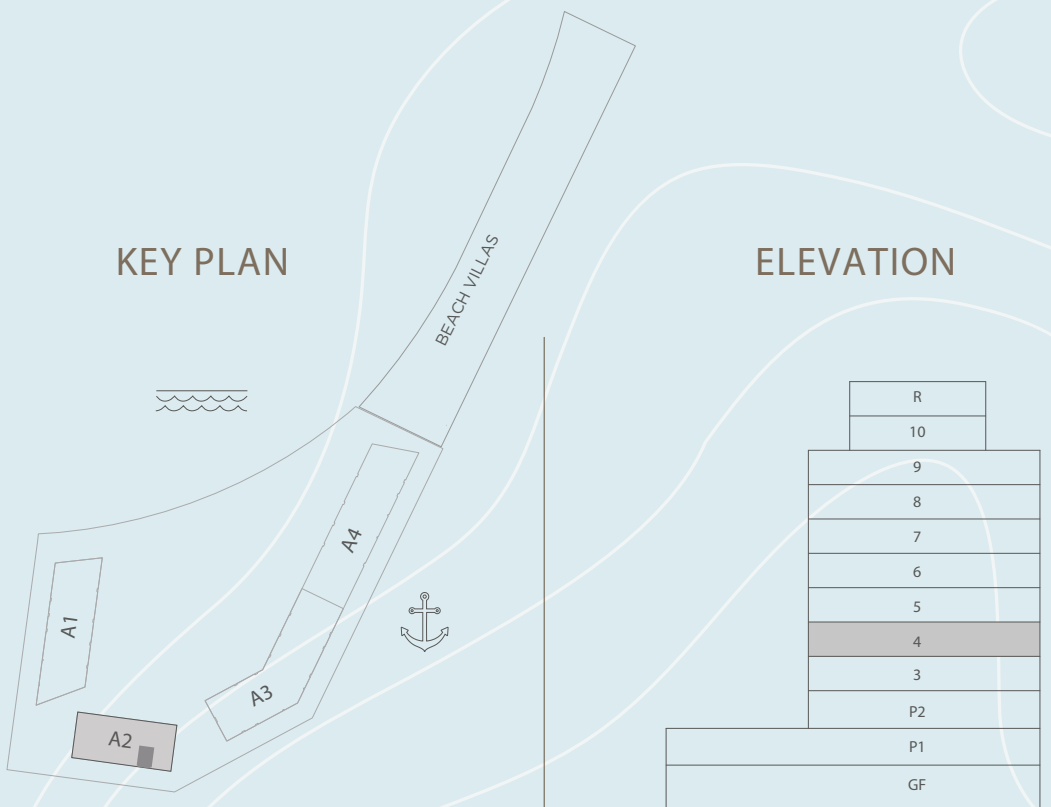 KEY PLAN
BEACH VILLAS
A4
A1
A3
A2
ELEVATION
R
10
9
8
7
6
5
4
3
P2
P1
GF